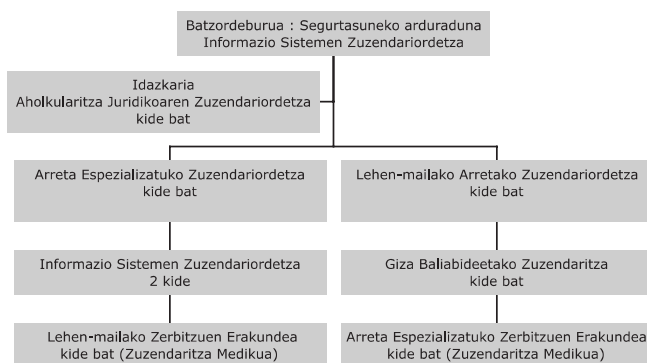 Batzordeburua : Segurtasuneko arduraduna
Informazio Sistemen Zuzendariordetza
Idazkaria
Aholkularitza Juridikoaren Zuzendariordetza
kide bat
Arreta Espezializatuko Zuzendariordetza
kide bat
Lehen-mailako Arretako Zuzendariordetza
kide bat
Informazio Sistemen Zuzendariordetza
2 kide
Giza Baliabideetako Zuzendaritza
kide bat
Lehen-mailako Zerbitzuen Erakundea
kide bat (Zuzendaritza Medikua)
Arreta Espezializatuko Zerbitzuen Erakundea
kide bat (Zuzendaritza Medikua)